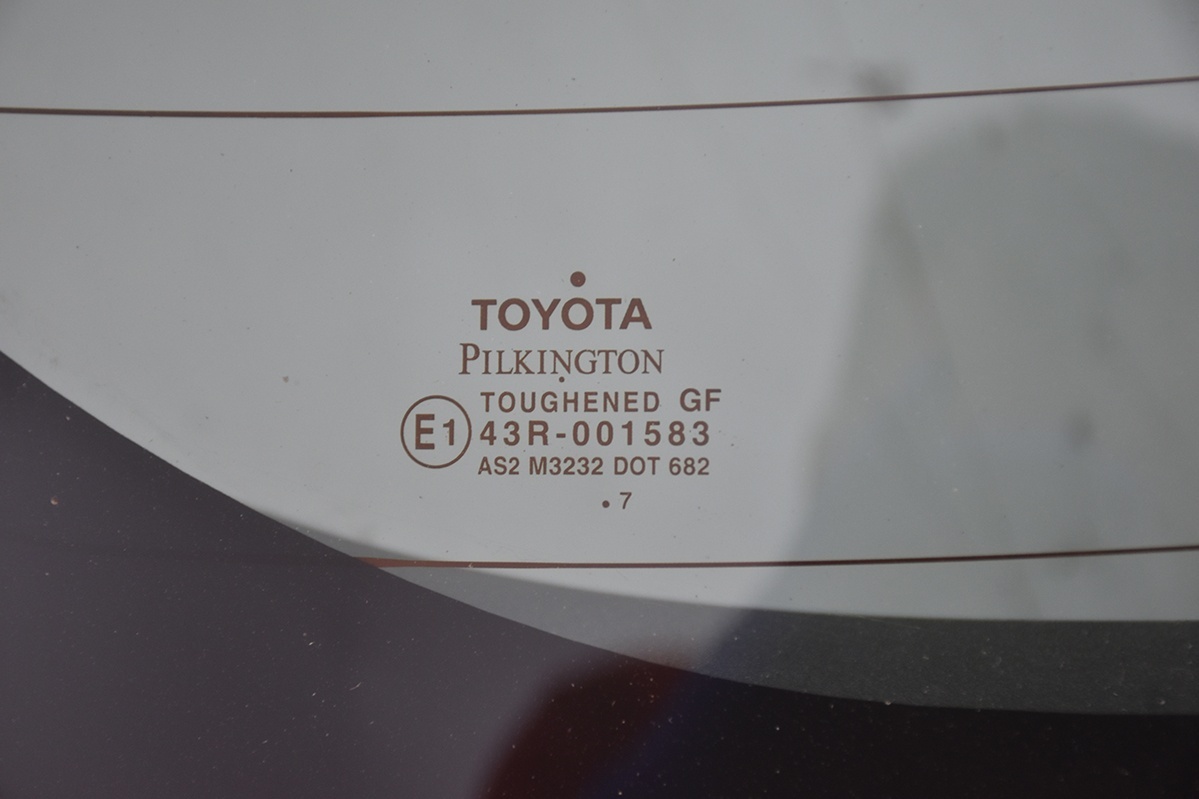 TOYOTA
PILKINGTON
TOUGHENED GF
E1 43R-001583
AS2 M3232 DOT 682
. 7